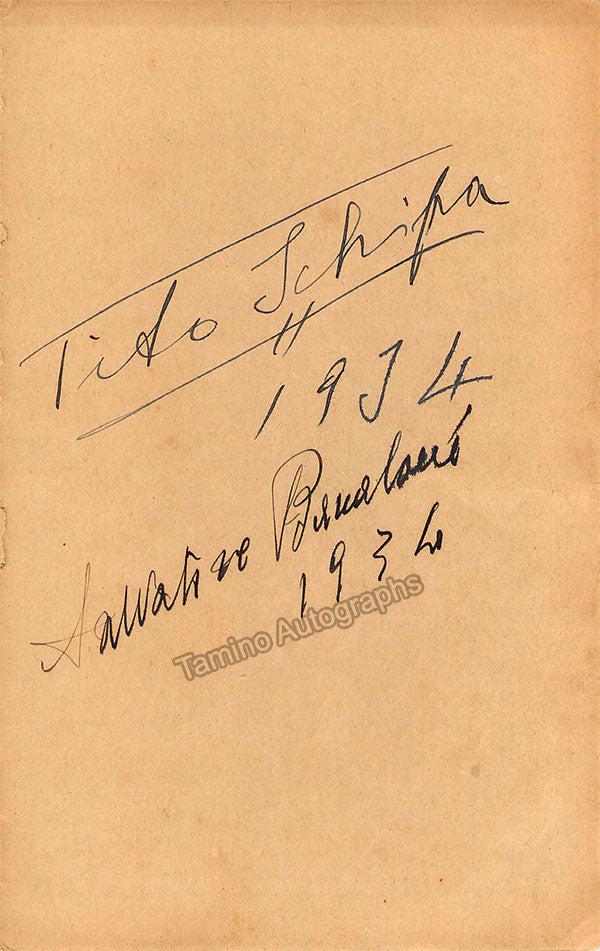 Tito Schipa
1934
Salvatore Baccaloni
1934
Tamino Autographs